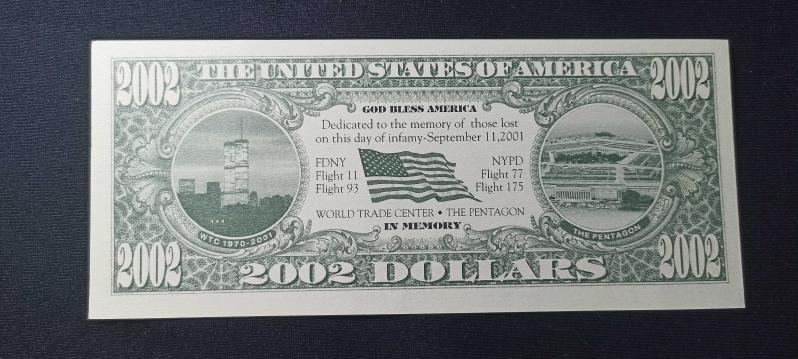 2002 THE UNITED STATES OF AMERICA 2002
GOD BLESS AMERICA
Dedicated to the memory of those lost
on this day of infamy-September 11,2001
FDNY NYPD
Flight 11 Flight 77
Flight 93 Flight 175
WORLD TRADE CENTER • THE PENTAGON
IN MEMORY
WTC 1970-2001
THE PENTAGON
2002 2002 DOLLARS 2002